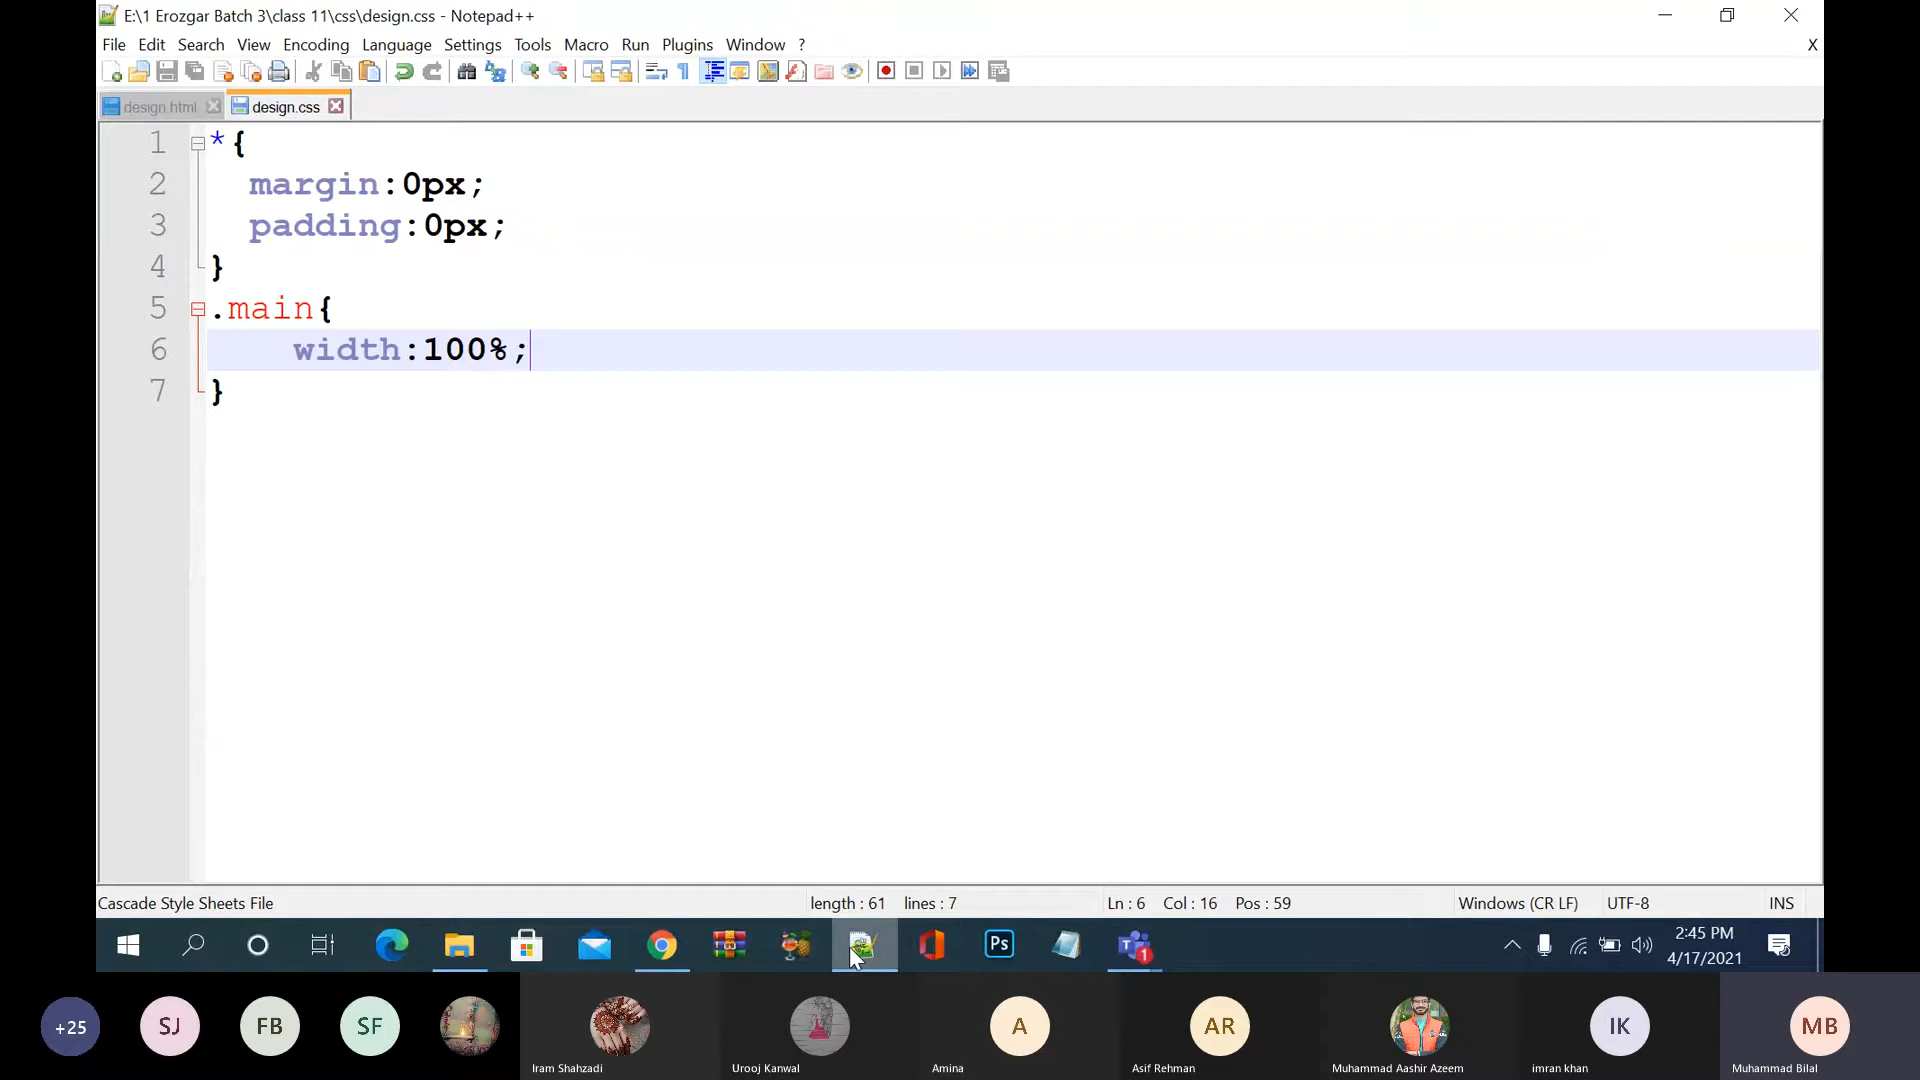 E:\1 Erozgar Batch 3\class 11\css\design.css - Notepad++
File Edit Search View Encoding Language Settings Tools Macro Run Plugins Window ? X
design.html design.css
1 *{
2 margin:0px;
3 padding:0px;
4 }
5 .main{
6 width:100%;
7 }
Cascade Style Sheets File length : 61 lines : 7 Ln : 6 Col : 16 Pos : 59 Windows (CR LF) UTF-8 INS
Ps 1 2:45 PM
4/17/2021
+25 SJ FB SF A AR IK MB
Iram Shahzadi Urooj Kanwal Amina Asif Rehman Muhammad Aashir Azeem imran khan Muhammad Bilal